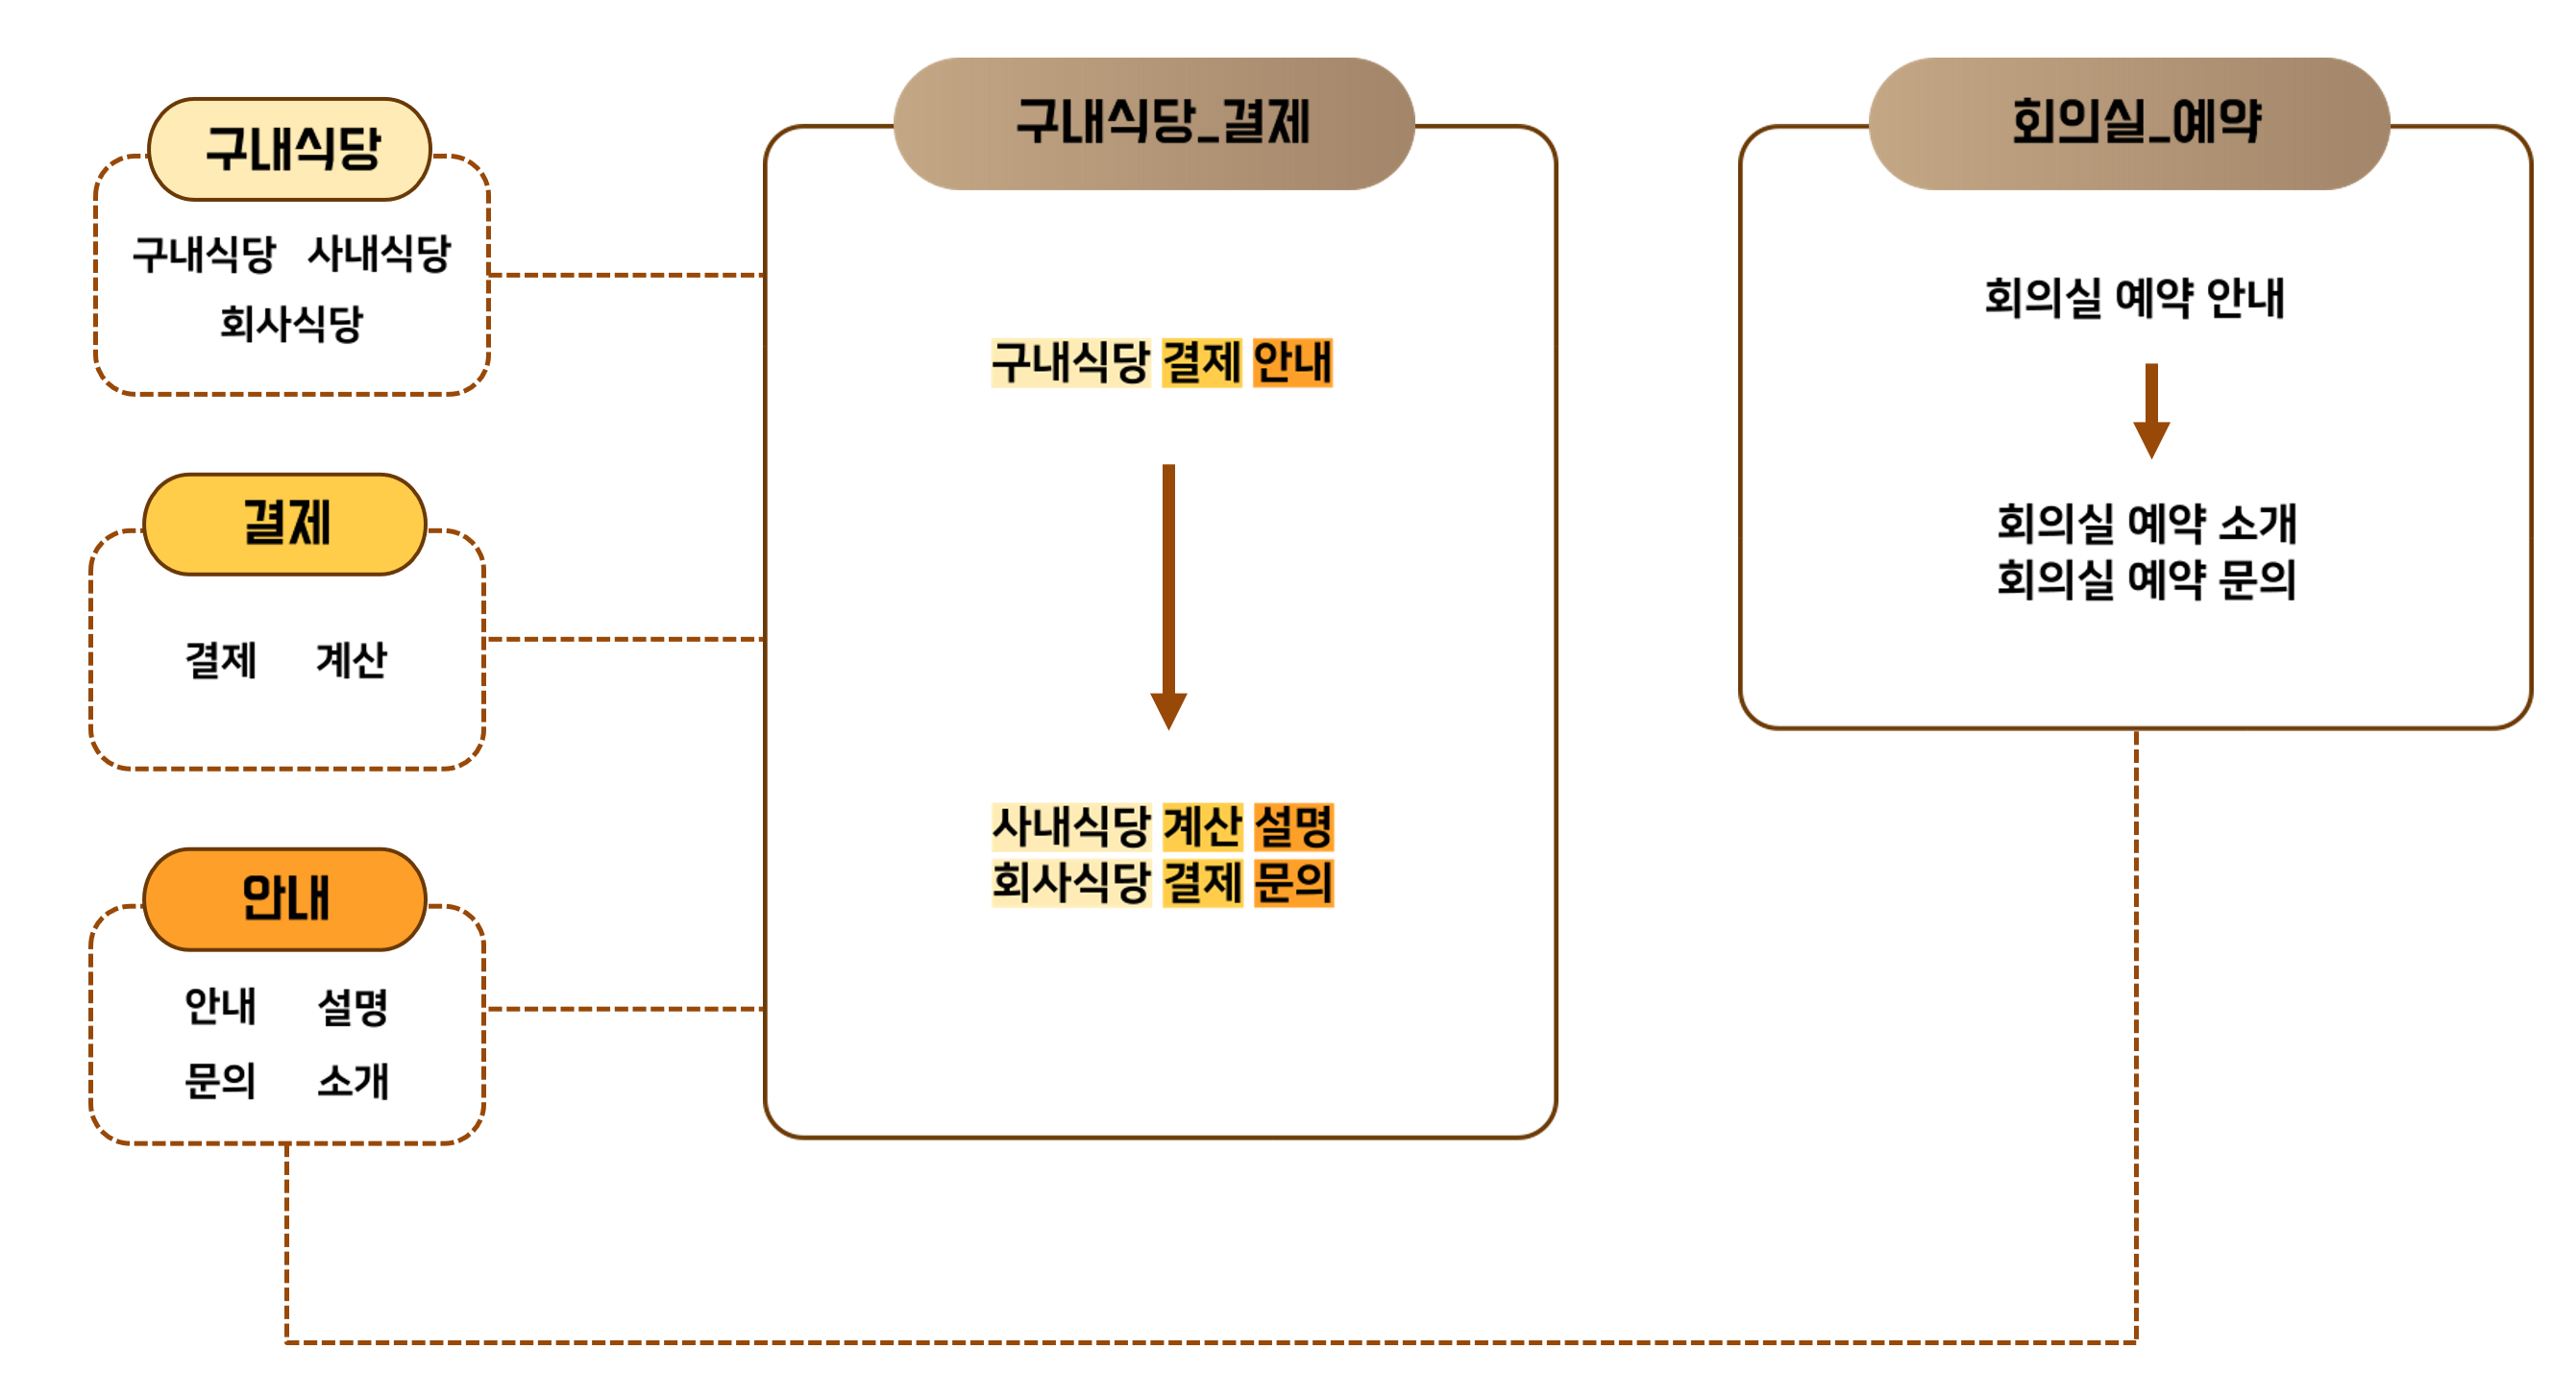 구내식당
구내식당 사내식당
회사식당
결제
결제 계산
안내
안내 설명
문의 소개
구내식당_결제
구내식당 결제 안내
사내식당 계산 설명
회사식당 결제 문의
회의실_예약
회의실 예약 안내
회의실 예약 소개
회의실 예약 문의